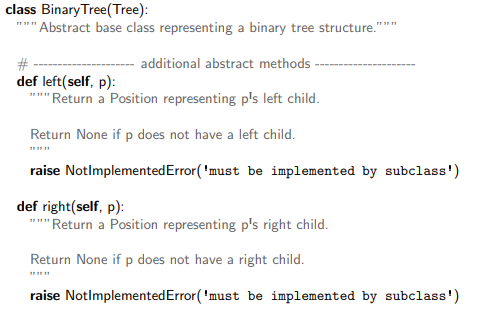 class BinaryTree(Tree):
"""Abstract base class representing a binary tree structure."""
# --------------------- additional abstract methods ---------------------
def left(self, p):
"""Return a Position representing p's left child.
Return None if p does not have a left child.
"""
raise NotImplementedError('must be implemented by subclass')
def right(self, p):
"""Return a Position representing p's right child.
Return None if p does not have a right child.
"""
raise NotImplementedError('must be implemented by subclass')